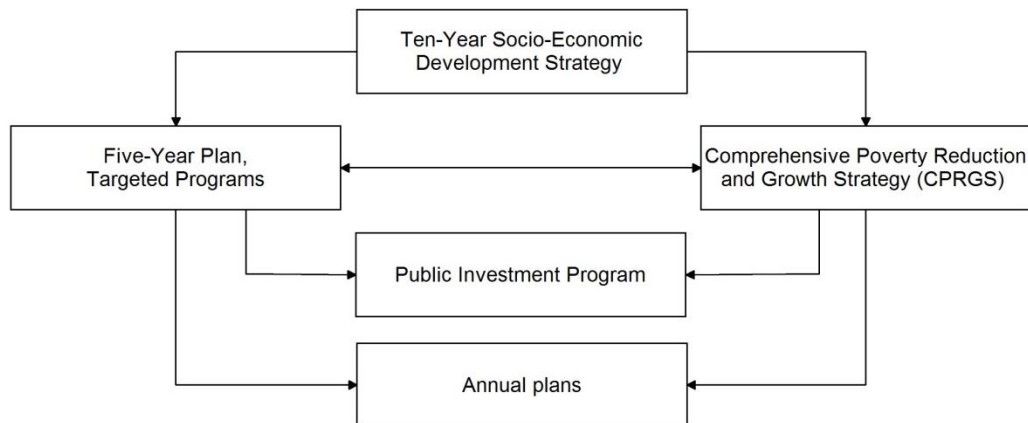 Ten-Year Socio-Economic
Development Strategy
Five-Year Plan,
Targeted Programs
Comprehensive Poverty Reduction
and Growth Strategy (CPRGS)
Public Investment Program
Annual plans